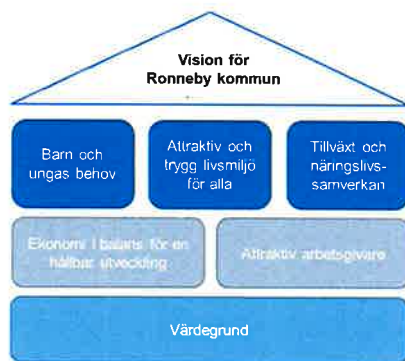 Vision för
Ronneby kommun
Barn och
ungas behov
Attraktiv och
trygg livsmiljö
för alla
Tillväxt och
näringslivs-
samverkan
Ekonomi i balans för en
hållbar utveckling
Attraktiv arbetsgivare
Värdegrund